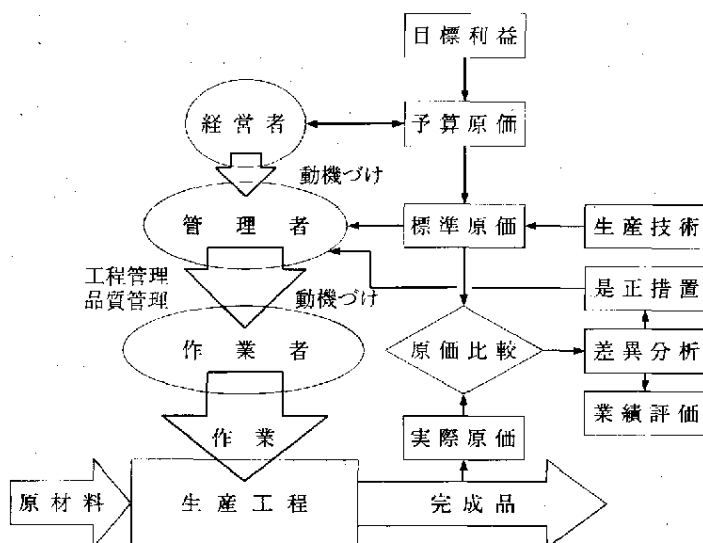 目標利益
経営者
予算原価
動機づけ
管理者
標準原価
生産技術
工程管理
品質管理
動機づけ
是正措置
作業者
原価比較
差異分析
業績評価
作業
実際原価
原材料
生産工程
完成品